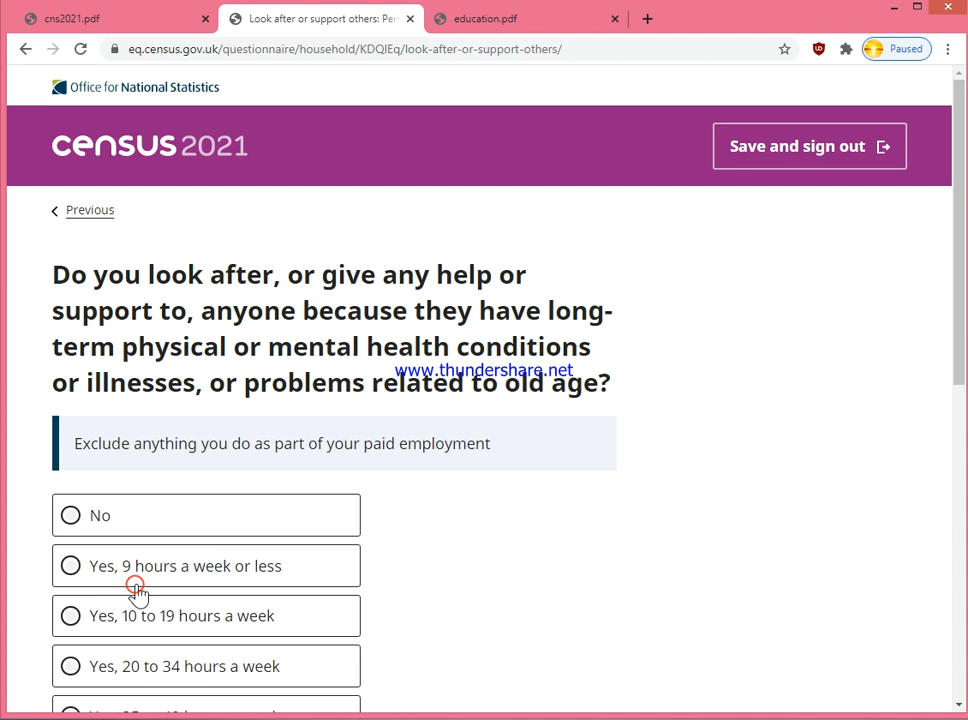 cns2021.pdf
Look after or support others: Per
education.pdf
eq.census.gov.uk/questionnaire/household/KDQIEq/look-after-or-support-others/
Paused
Office for National Statistics
census 2021
Save and sign out
Previous
Do you look after, or give any help or
support to, anyone because they have long-
term physical or mental health conditions
or illnesses, or problems related to old age?
www.thundershare.net
Exclude anything you do as part of your paid employment
No
Yes, 9 hours a week or less
Yes, 10 to 19 hours a week
Yes, 20 to 34 hours a week